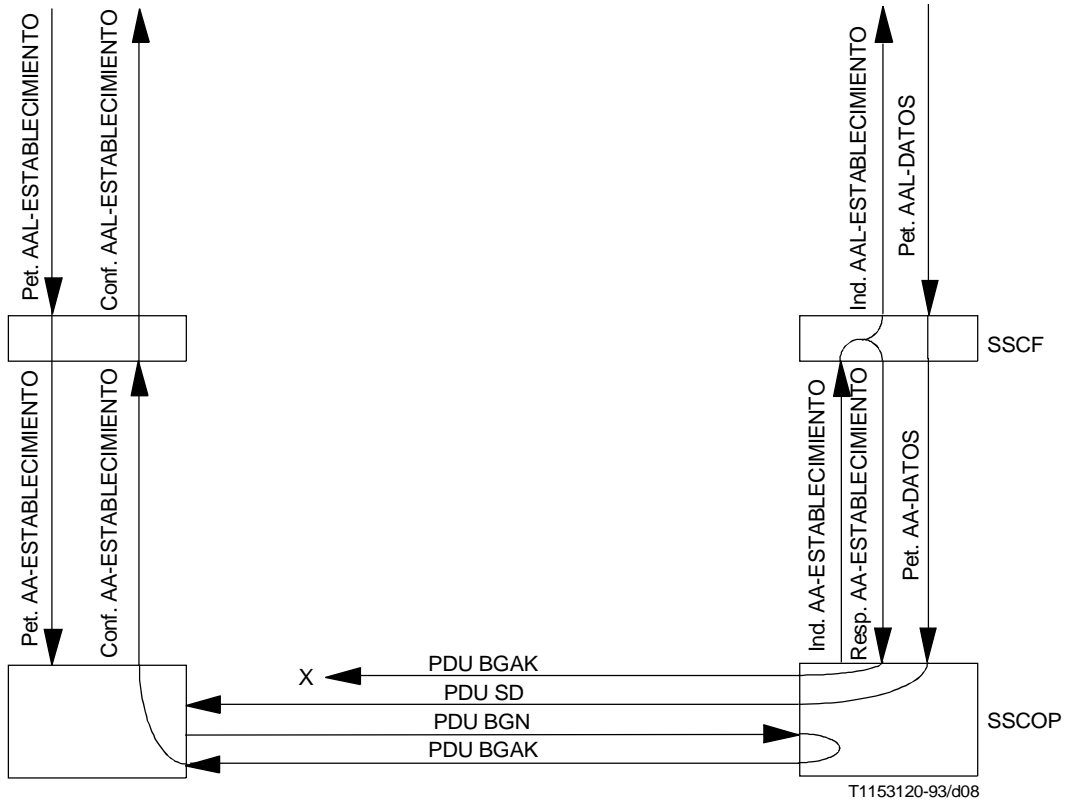 Pet. AAL-ESTABLECIMIENTO
Conf. AAL-ESTABLECIMIENTO
Ind. AAL-ESTABLECIMIENTO
Pet. AAL-DATOS
SSCF
Pet. AA-ESTABLECIMIENTO
Conf. AA-ESTABLECIMIENTO
Ind. AA-ESTABLECIMIENTO
Resp. AA-ESTABLECIMIENTO
Pet. AA-DATOS
X
PDU BGAK
PDU SD
PDU BGN
PDU BGAK
SSCOP
T1153120-93/d08